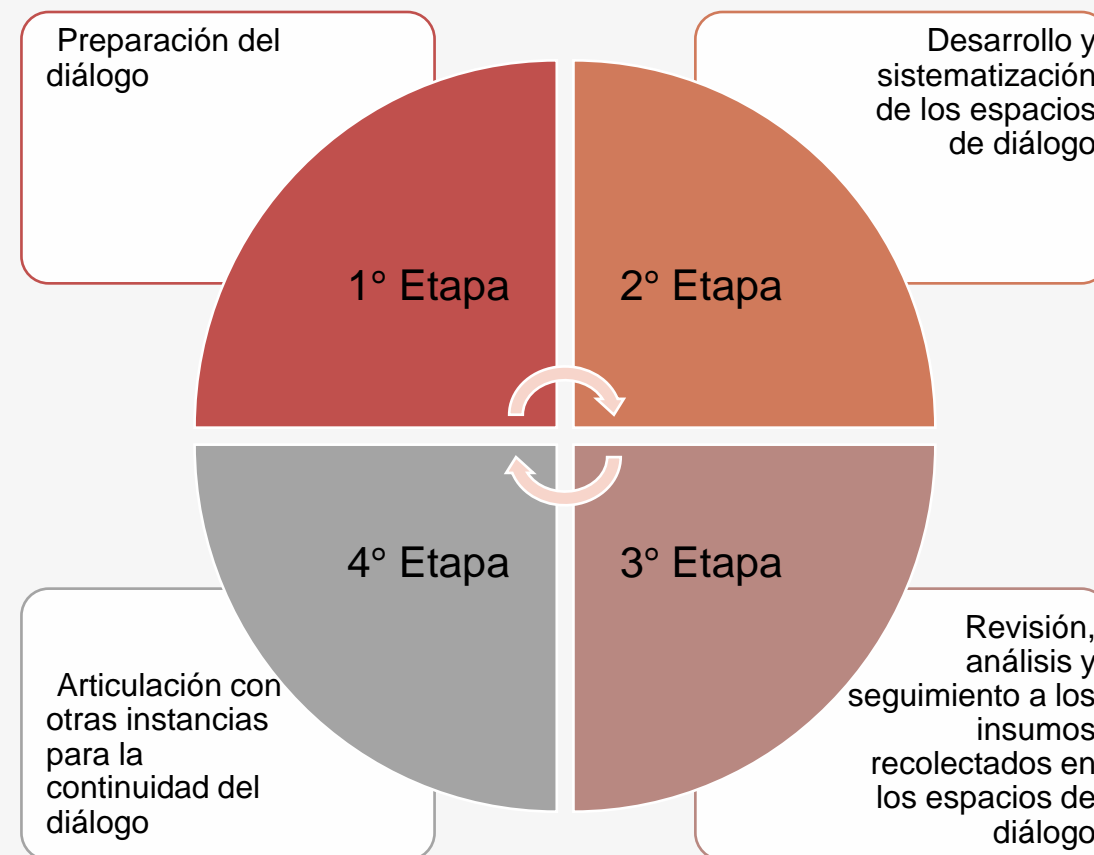 Preparación del
diálogo
Desarrollo y
sistematización
de los espacios
de diálogo
1° Etapa
2° Etapa
4° Etapa
3° Etapa
Articulación con
otras instancias
para la
continuidad del
diálogo
Revisión,
análisis y
seguimiento a los
insumos
recolectados en
los espacios de
diálogo